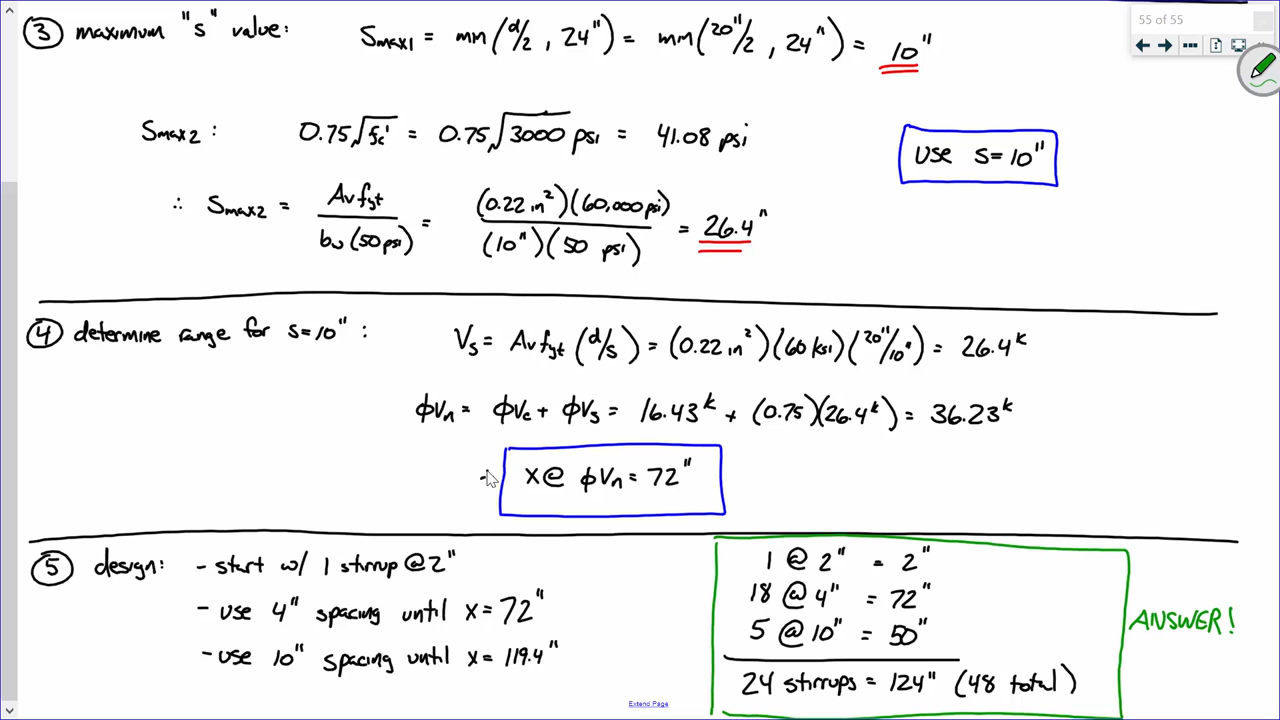 55 of 55
③ maximum "s" value: Smax1 = min(d/2, 24") = min(20"/2, 24") = 10"
Smax2: 0.75√fc' = 0.75√3000 psi = 41.08 psi
USE s=10"
∴ Smax2 = Av fyt / bw(50psi) = (0.22 in²)(60,000psi) / (10")(50 psi) = 26.4"
④ determine range for s=10": Vs = Av fyt (d/s) = (0.22 in²)(60 ksi)(20"/10") = 26.4ᵏ
ϕVn = ϕVc + ϕVs = 16.43ᵏ + (0.75)(26.4ᵏ) = 36.23ᵏ
x@ ϕVn = 72"
⑤ design: - start w/ 1 stirrup @ 2"
- use 4" spacing until x = 72"
- use 10" spacing until x = 119.4"
1 @ 2" = 2"
18 @ 4" = 72"
5 @ 10" = 50"
24 stirrups = 124" (48 total)
ANSWER!
Extend Page